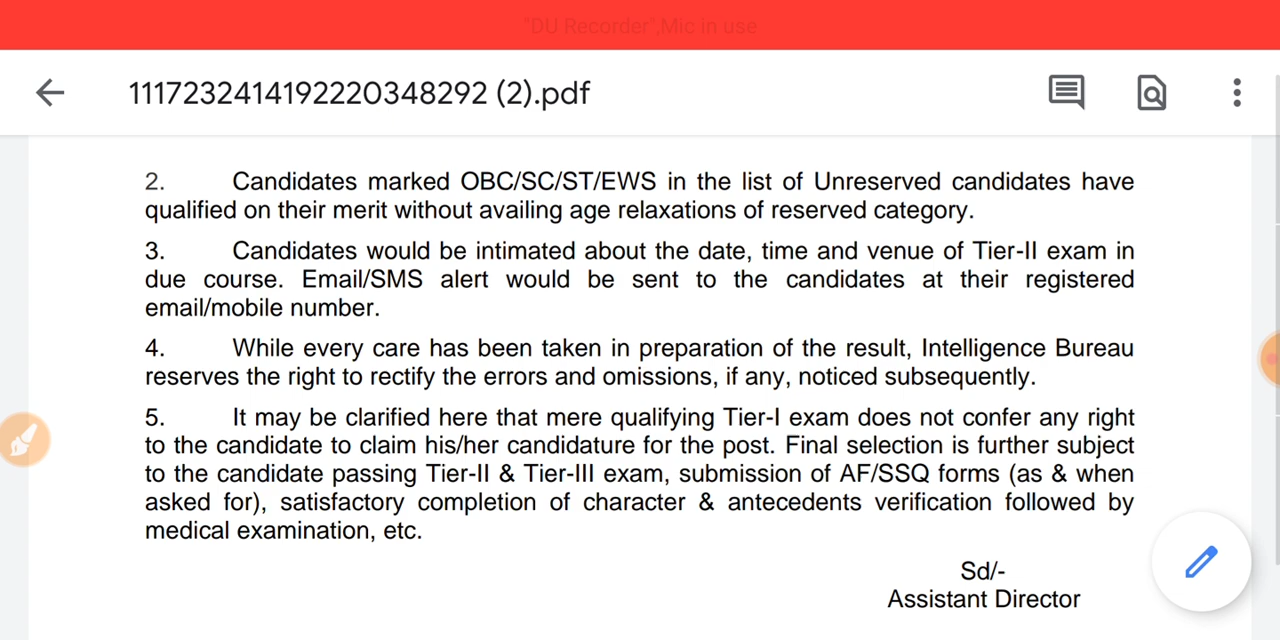 "DU Recorder",Mic in use
1117232414192220348292 (2).pdf
2. Candidates marked OBC/SC/ST/EWS in the list of Unreserved candidates have
qualified on their merit without availing age relaxations of reserved category.
3. Candidates would be intimated about the date, time and venue of Tier-II exam in
due course. Email/SMS alert would be sent to the candidates at their registered
email/mobile number.
4. While every care has been taken in preparation of the result, Intelligence Bureau
reserves the right to rectify the errors and omissions, if any, noticed subsequently.
5. It may be clarified here that mere qualifying Tier-I exam does not confer any right
to the candidate to claim his/her candidature for the post. Final selection is further subject
to the candidate passing Tier-II & Tier-III exam, submission of AF/SSQ forms (as & when
asked for), satisfactory completion of character & antecedents verification followed by
medical examination, etc.
Sd/-
Assistant Director